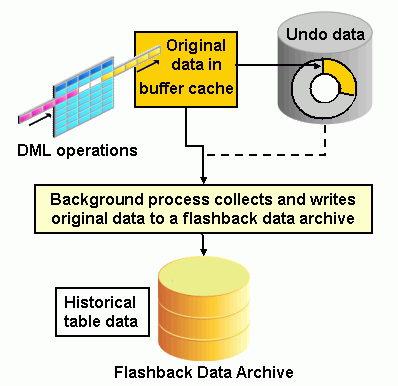 Original
data in
buffer cache
Undo data
DML operations
Background process collects and writes
original data to a flashback data archive
Historical
table data
Flashback Data Archive